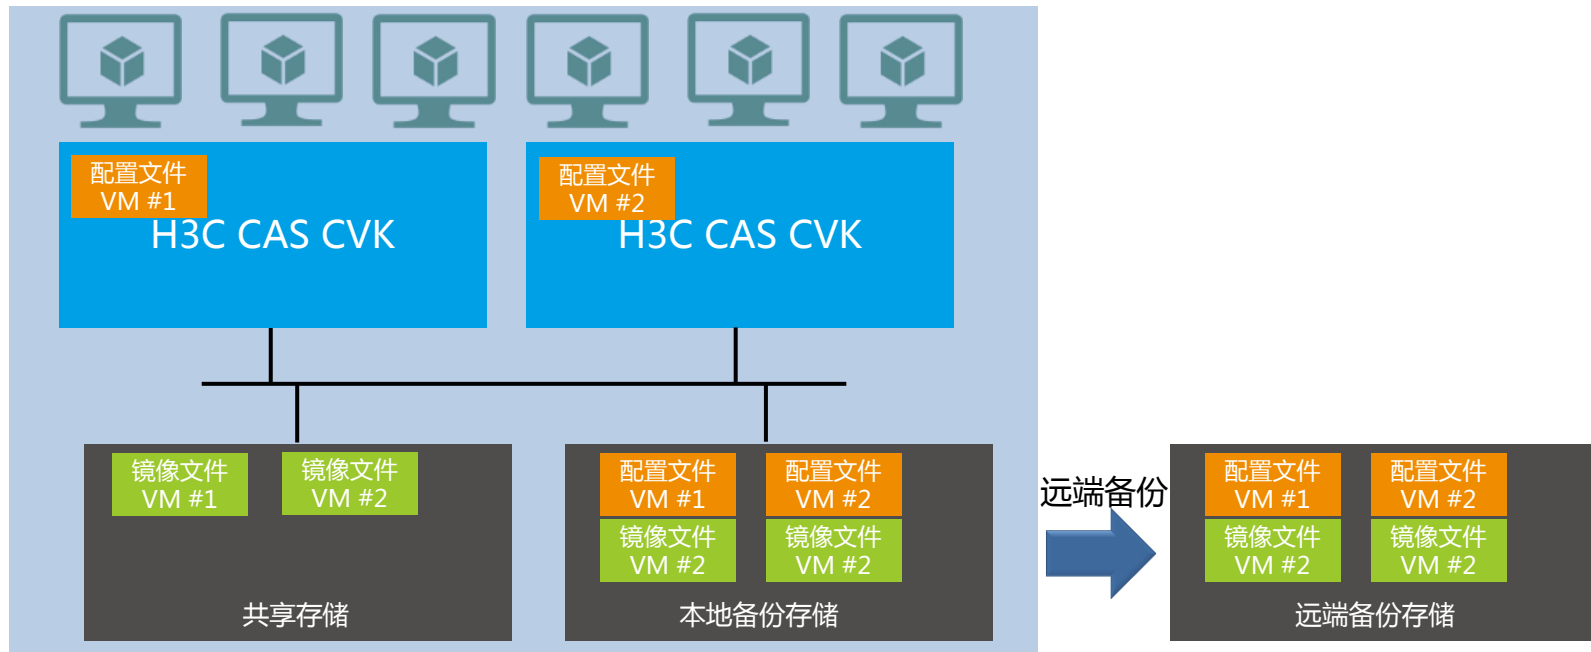 配置文件
VM #1
H3C CAS CVK
配置文件
VM #2
H3C CAS CVK
镜像文件
VM #1
镜像文件
VM #2
共享存储
配置文件
VM #1
配置文件
VM #2
镜像文件
VM #2
镜像文件
VM #2
本地备份存储
远端备份
配置文件
VM #1
配置文件
VM #2
镜像文件
VM #2
镜像文件
VM #2
远端备份存储